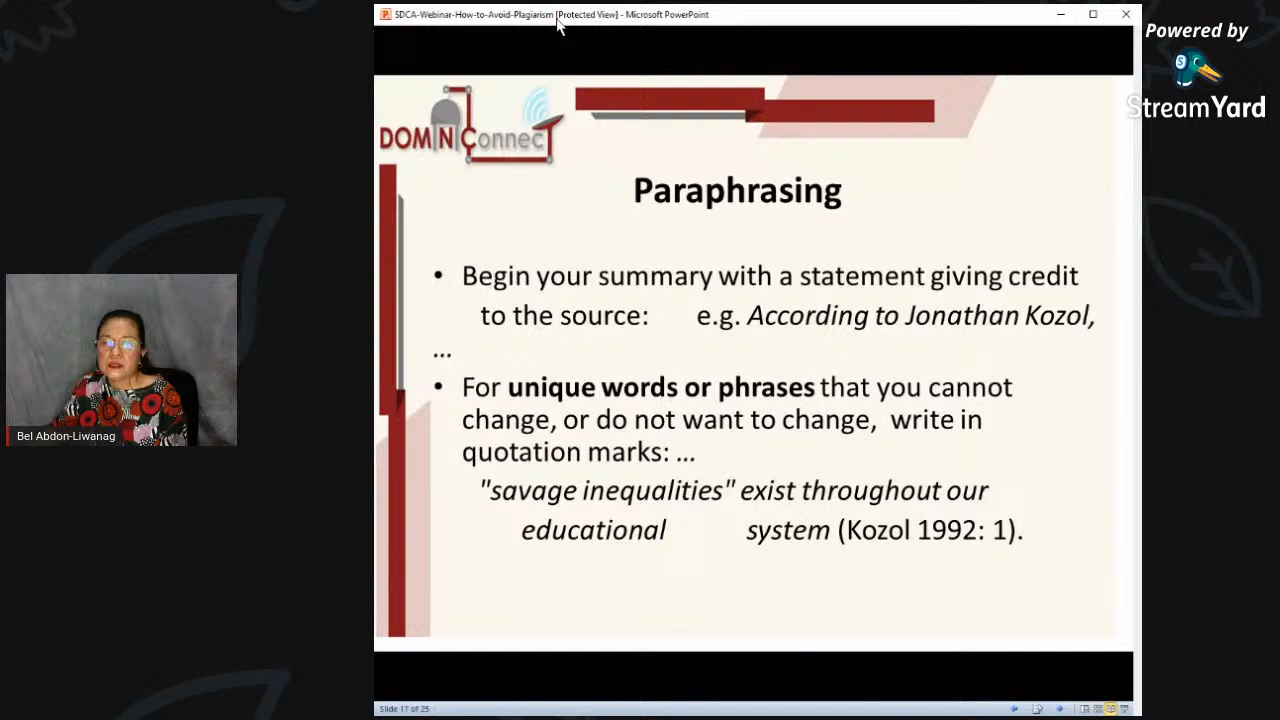 SDCA-Webinar-How-to-Avoid-Plagiarism [Protected View] - Microsoft PowerPoint
Powered by
StreamYard
DOMINConnecT
Paraphrasing
• Begin your summary with a statement giving credit
to the source: e.g. According to Jonathan Kozol,
...
• For unique words or phrases that you cannot
change, or do not want to change, write in
quotation marks: ...
"savage inequalities" exist throughout our
educational system (Kozol 1992: 1).
Bel Abdon-Liwanag
Slide 17 of 25